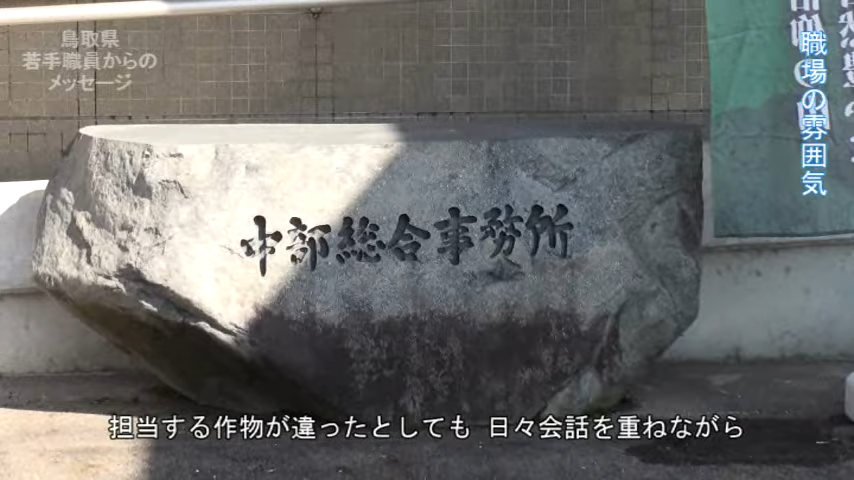 鳥取県
若手職員からの
メッセージ
職場の雰囲気
中部総合事務所
担当する作物が違ったとしても 日々会話を重ねながら